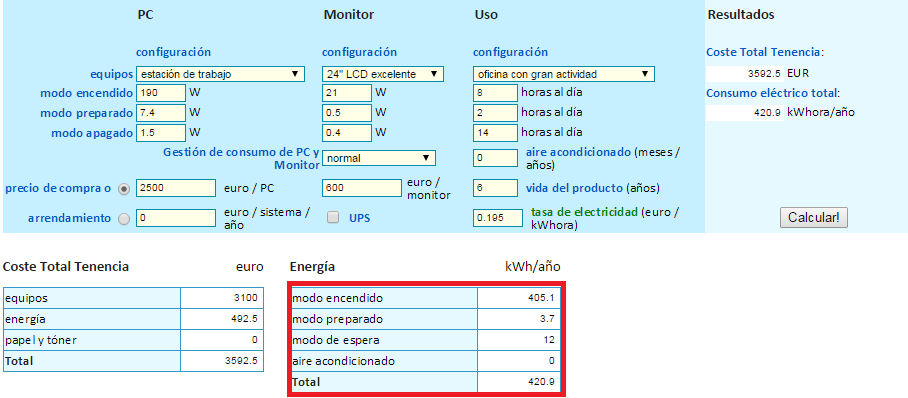 PC Monitor Uso Resultados
configuración configuración configuración Coste Total Tenencia:
equipos estación de trabajo 24" LCD excelente oficina con gran actividad 3592.5 EUR
modo encendido 190 W 21 W 8 horas al día Consumo eléctrico total:
modo preparado 7.4 W 0.5 W 2 horas al día 420.9 kWhora/año
modo apagado 1.5 W 0.4 W 14 horas al día
Gestión de consumo de PC y Monitor normal 0 aire acondicionado (meses / años)
precio de compra o 2500 euro / PC 600 euro / monitor 6 vida del producto (años)
arrendamiento 0 euro / sistema / año UPS 0.195 tasa de electricidad (euro / kWhora) Calcular!
Coste Total Tenencia euro
equipos 3100
energía 492.5
papel y tóner 0
Total 3592.5
Energía kWh/año
modo encendido 405.1
modo preparado 3.7
modo de espera 12
aire acondicionado 0
Total 420.9